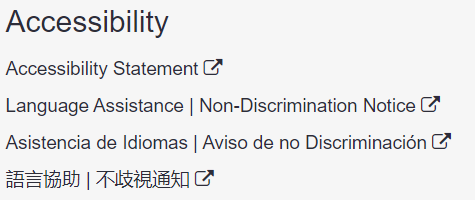 Accessibility
Accessibility Statement
Language Assistance | Non-Discrimination Notice
Asistencia de Idiomas | Aviso de no Discriminación
語言協助 | 不歧視通知